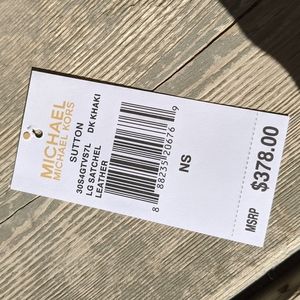 MICHAEL
MICHAEL KORS
SUTTON
30S4GTVS7L DK KHAKI
LG SATCHEL
LEATHER
8 88235 20676 9
NS
MSRP $378.00